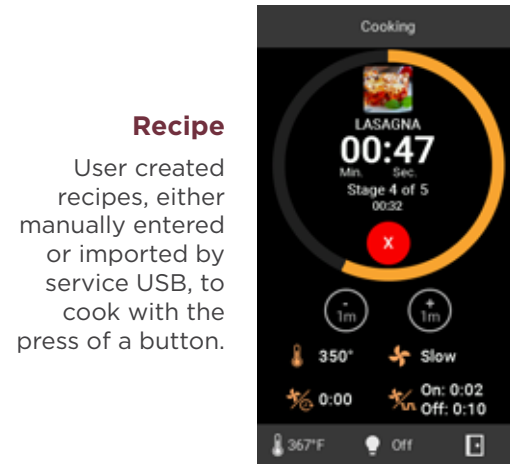 Recipe
User created
recipes, either
manually entered
or imported by
service USB, to
cook with the
press of a button.
Cooking
LASAGNA
00:47
Min. Sec.
Stage 4 of 5
00:32
X
- +
1m 1m
350° Slow
0:00 On: 0:02
Off: 0:10
367°F Off